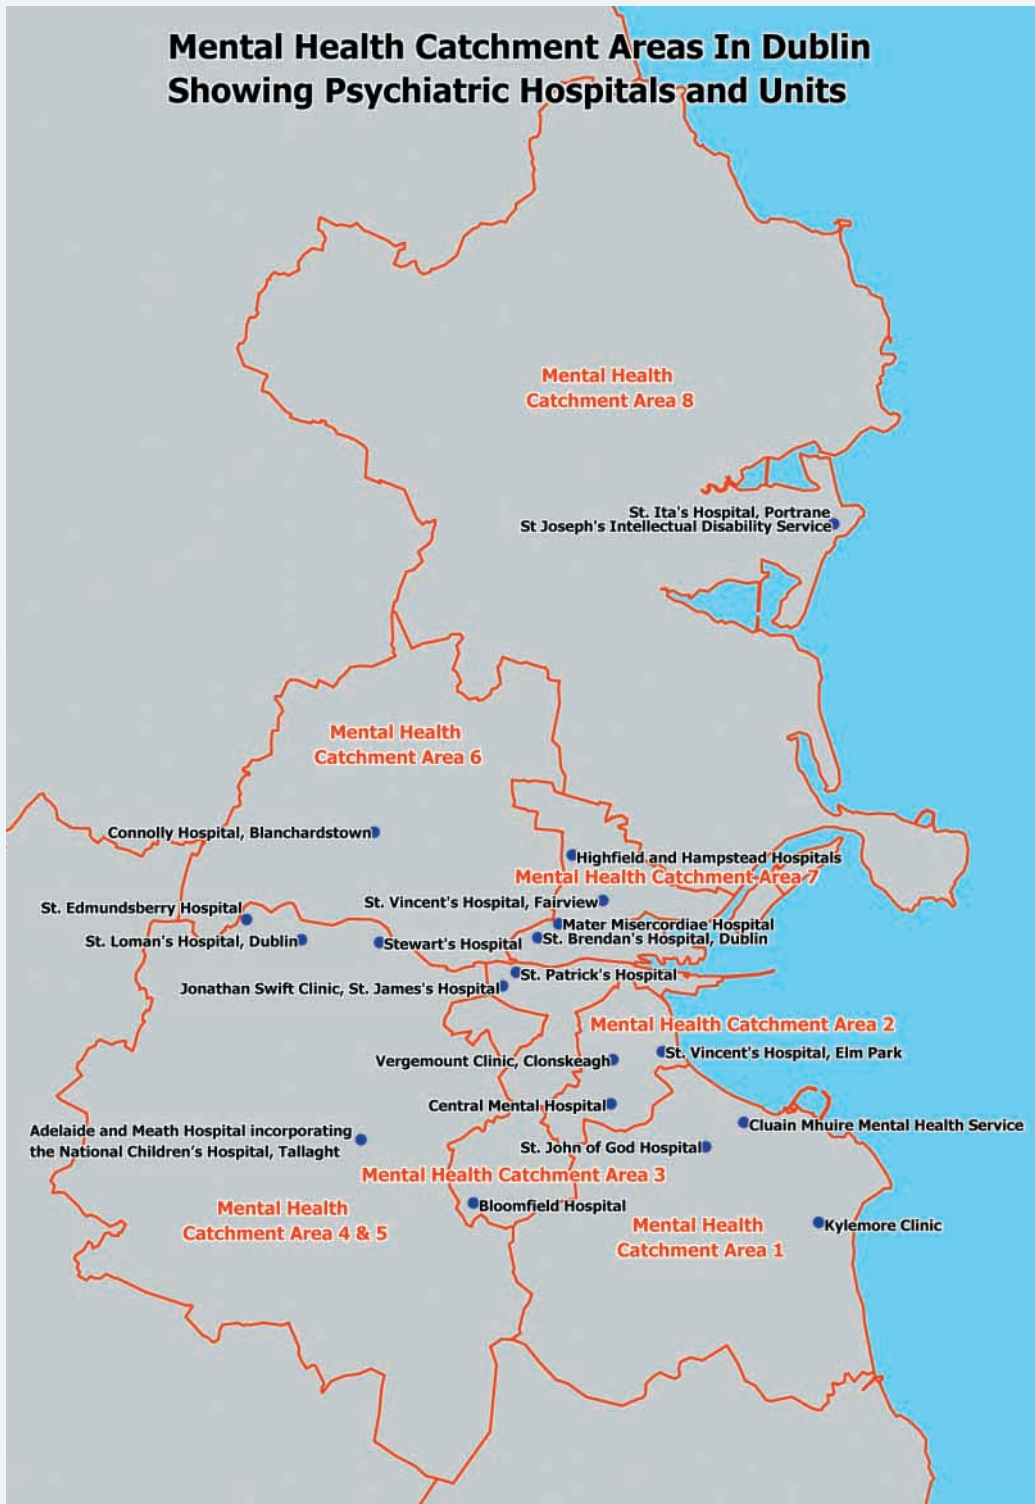 Mental Health Catchment Areas In Dublin
Showing Psychiatric Hospitals and Units
Mental Health
Catchment Area 8
St. Ita's Hospital, Portrane
St Joseph's Intellectual Disability Service
Mental Health
Catchment Area 6
Connolly Hospital, Blanchardstown
Highfield and Hampstead Hospitals
Mental Health Catchment Area 7
St. Vincent's Hospital, Fairview
St. Edmundsberry Hospital
Mater Misercordiae Hospital
St. Loman's Hospital, Dublin
Stewart's Hospital
St. Brendan's Hospital, Dublin
St. Patrick's Hospital
Jonathan Swift Clinic, St. James's Hospital
Mental Health Catchment Area 2
St. Vincent's Hospital, Elm Park
Vergemount Clinic, Clonskeagh
Central Mental Hospital
Cluain Mhuire Mental Health Service
Adelaide and Meath Hospital incorporating
the National Children's Hospital, Tallaght
St. John of God Hospital
Mental Health Catchment Area 3
Bloomfield Hospital
Mental Health
Catchment Area 4 & 5
Mental Health
Catchment Area 1
Kylemore Clinic